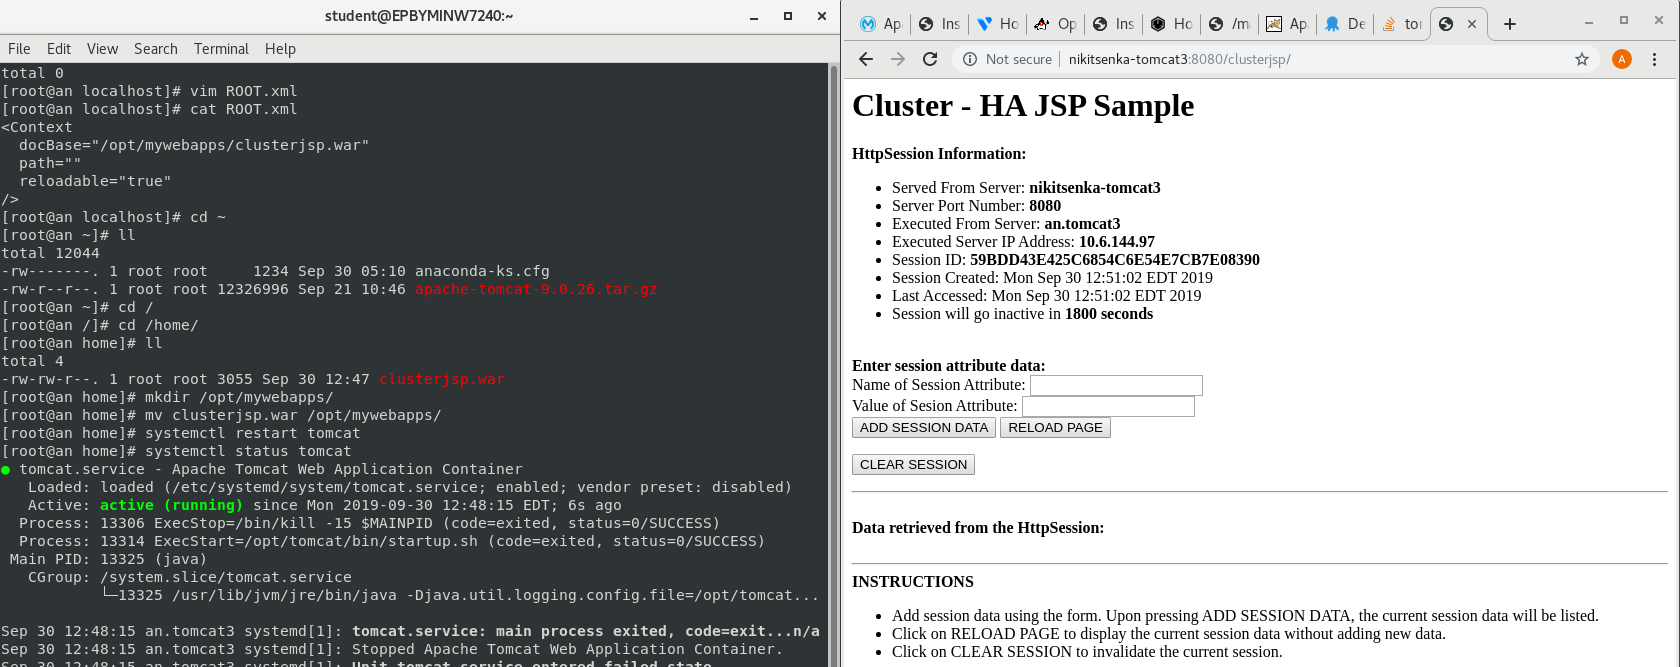 student@EPBYMINW7240:~
File Edit View Search Terminal Help
total 0
[root@an localhost]# vim ROOT.xml
[root@an localhost]# cat ROOT.xml
<Context
  docBase="/opt/mywebapps/clusterjsp.war"
  path=""
  reloadable="true"
/>
[root@an localhost]# cd ~
[root@an ~]# ll
total 12044
-rw-------. 1 root root     1234 Sep 30 05:10 anaconda-ks.cfg
-rw-r--r--. 1 root root 12326996 Sep 21 10:46 apache-tomcat-9.0.26.tar.gz
[root@an ~]# cd /
[root@an /]# cd /home/
[root@an home]# ll
total 4
-rw-rw-r--. 1 root root 3055 Sep 30 12:47 clusterjsp.war
[root@an home]# mkdir /opt/mywebapps/
[root@an home]# mv clusterjsp.war /opt/mywebapps/
[root@an home]# systemctl restart tomcat
[root@an home]# systemctl status tomcat
● tomcat.service - Apache Tomcat Web Application Container
   Loaded: loaded (/etc/systemd/system/tomcat.service; enabled; vendor preset: disabled)
   Active: active (running) since Mon 2019-09-30 12:48:15 EDT; 6s ago
  Process: 13306 ExecStop=/bin/kill -15 $MAINPID (code=exited, status=0/SUCCESS)
  Process: 13314 ExecStart=/opt/tomcat/bin/startup.sh (code=exited, status=0/SUCCESS)
 Main PID: 13325 (java)
   CGroup: /system.slice/tomcat.service
           └─13325 /usr/lib/jvm/jre/bin/java -Djava.util.logging.config.file=/opt/tomcat...
Sep 30 12:48:15 an.tomcat3 systemd[1]: tomcat.service: main process exited, code=exit...n/a
Sep 30 12:48:15 an.tomcat3 systemd[1]: Stopped Apache Tomcat Web Application Container.
Sep 30 12:48:15 an.tomcat3 systemd[1]: Unit tomcat.service entered failed state.
Ap Ins Ho Op Ins Ho /m Ap De to
Not secure nikitsenka-tomcat3:8080/clusterjsp/ A
Cluster - HA JSP Sample
HttpSession Information:
• Served From Server: nikitsenka-tomcat3
• Server Port Number: 8080
• Executed From Server: an.tomcat3
• Executed Server IP Address: 10.6.144.97
• Session ID: 59BDD43E425C6854C6E54E7CB7E08390
• Session Created: Mon Sep 30 12:51:02 EDT 2019
• Last Accessed: Mon Sep 30 12:51:02 EDT 2019
• Session will go inactive in 1800 seconds
Enter session attribute data:
Name of Session Attribute:
Value of Sesion Attribute:
ADD SESSION DATA RELOAD PAGE
CLEAR SESSION
Data retrieved from the HttpSession:
INSTRUCTIONS
• Add session data using the form. Upon pressing ADD SESSION DATA, the current session data will be listed.
• Click on RELOAD PAGE to display the current session data without adding new data.
• Click on CLEAR SESSION to invalidate the current session.